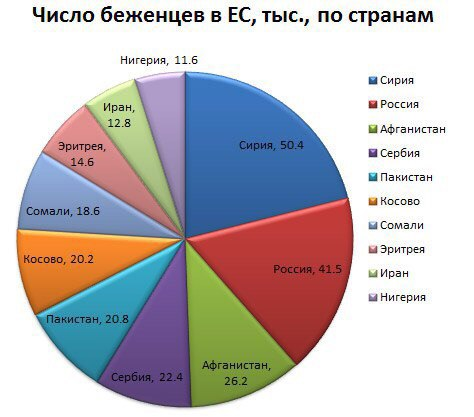 Число беженцев в ЕС, тыс., по странам
Нигерия, 11.6
Иран,
12.8
Эритрея,
14.6
Сомали, 18.6
Косово, 20.2
Пакистан, 20.8
Сербия, 22.4
Афганистан,
26.2
Россия, 41.5
Сирия, 50.4
Сирия
Россия
Афганистан
Сербия
Пакистан
Косово
Сомали
Эритрея
Иран
Нигерия